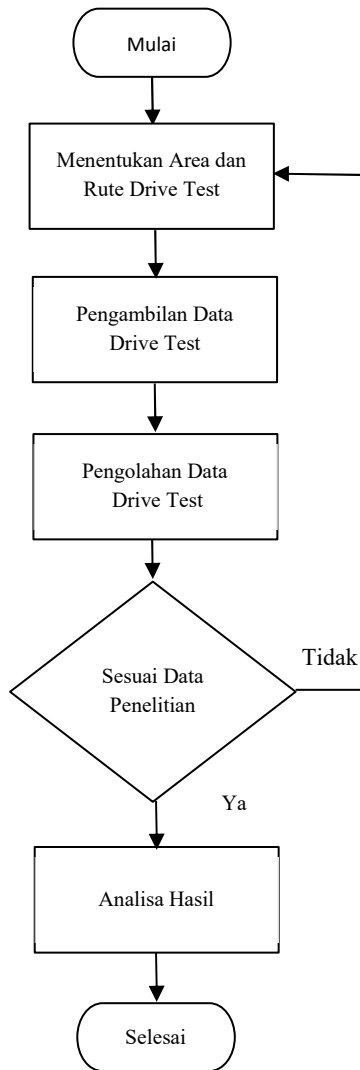 Mulai
Menentukan Area dan
Rute Drive Test
Pengambilan Data
Drive Test
Pengolahan Data
Drive Test
Sesuai Data
Penelitian
Tidak
Ya
Analisa Hasil
Selesai